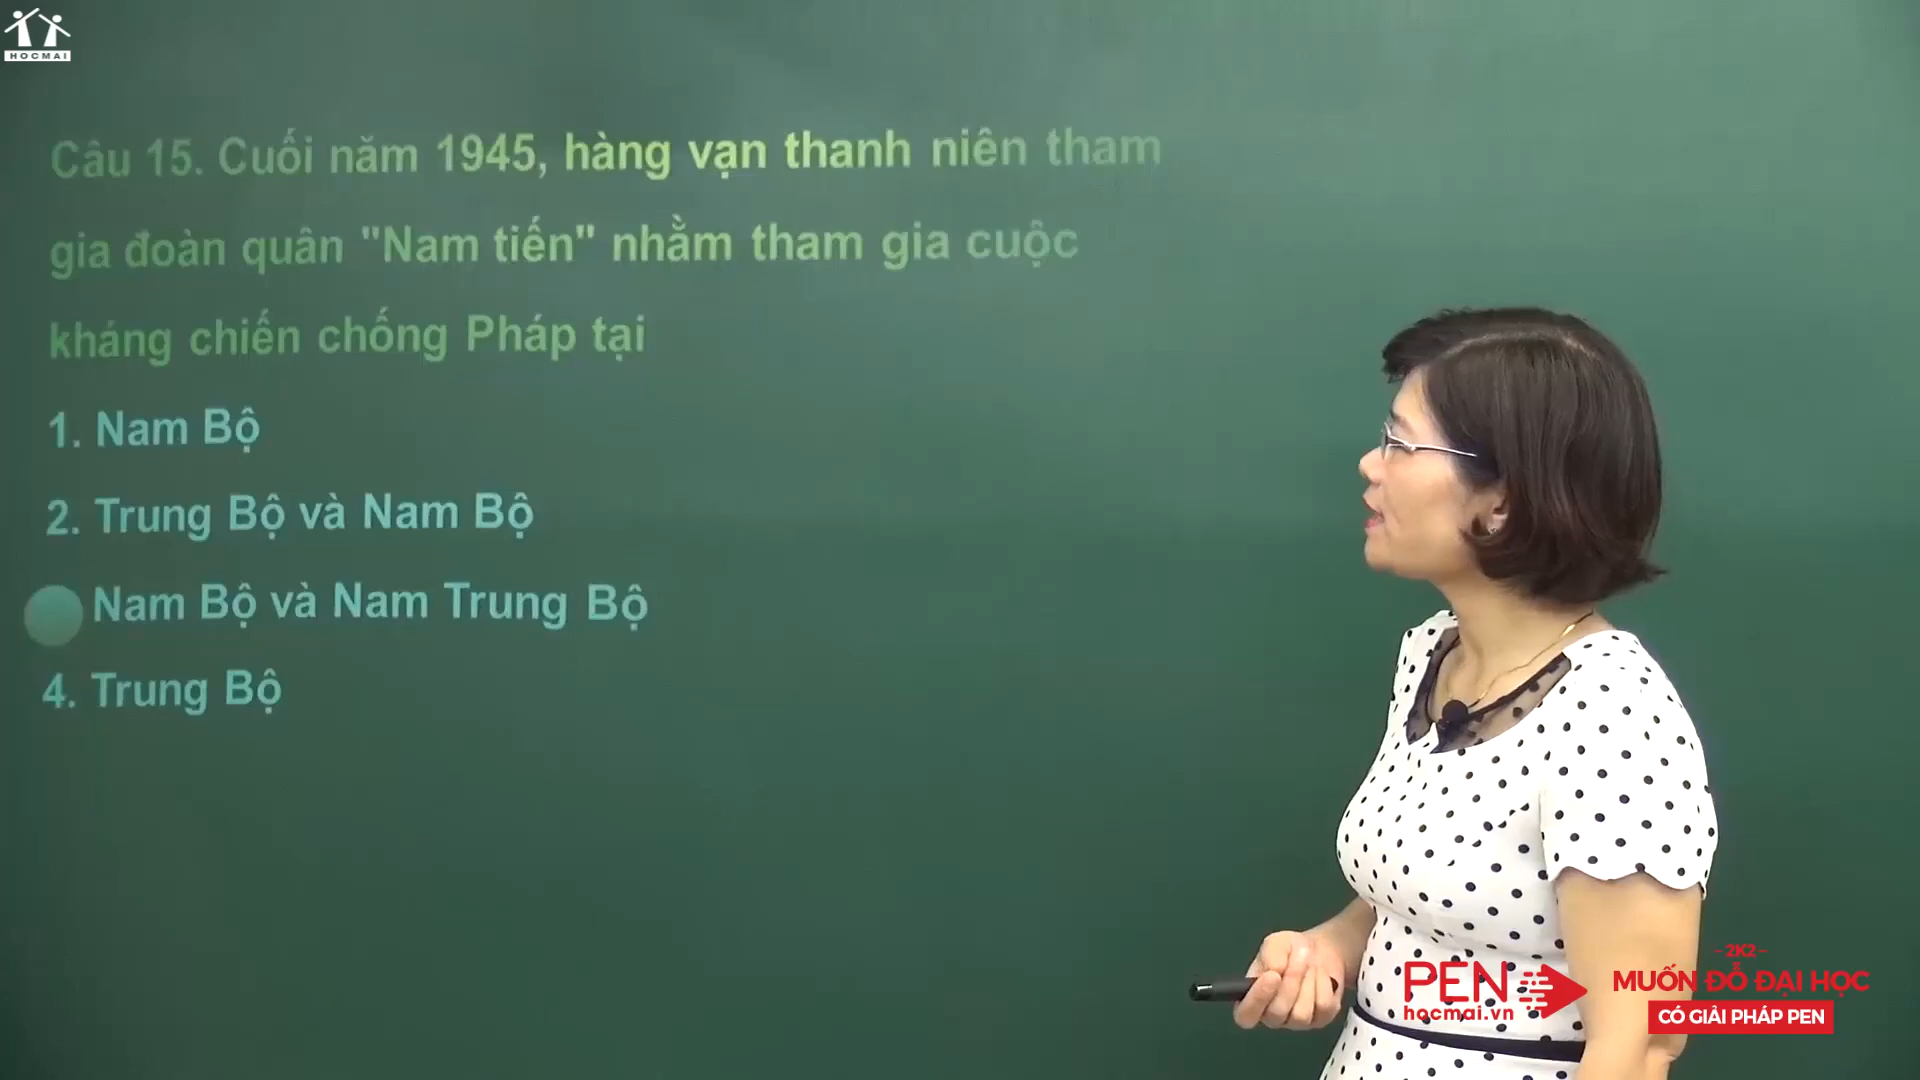 HOCMAI
Câu 15. Cuối năm 1945, hàng vạn thanh niên tham
gia đoàn quân "Nam tiến" nhằm tham gia cuộc
kháng chiến chống Pháp tại
1. Nam Bộ
2. Trung Bộ và Nam Bộ
Nam Bộ và Nam Trung Bộ
4. Trung Bộ
PEN
hocmai.vn
-2K2-
MUỐN ĐỖ ĐẠI HỌC
CÓ GIẢI PHÁP PEN